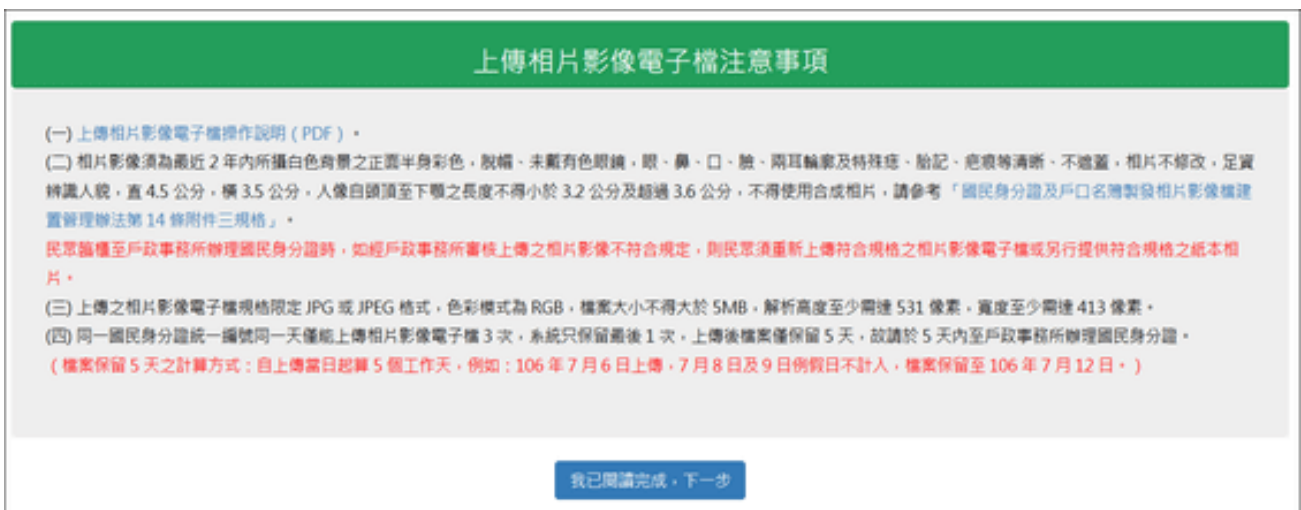 上傳相片影像電子檔注意事項
(一) 上傳相片影像電子檔操作說明 ( PDF ) 。
(二) 相片影像須為最近 2 年內所攝白色背景之正面半身彩色，脫帽、未戴有色眼鏡，眼、鼻、口、臉、兩耳輪廓及特殊痣、胎記、疤痕等清晰、不遮蓋，相片不修改，足資
辨識人貌，直 4.5 公分，橫 3.5 公分，人像自頭頂至下顎之長度不得小於 3.2 公分及超過 3.6 公分，不得使用合成相片，請參考 「國民身分證及戶口名簿製發相片影像檔建
置管理辦法第 14 條附件三規格」。
民眾臨櫃至戶政事務所辦理國民身分證時，如經戶政事務所審核上傳之相片影像不符合規定，則民眾須重新上傳符合規格之相片影像電子檔或另行提供符合規格之紙本相
片。
(三) 上傳之相片影像電子檔規格限定 JPG 或 JPEG 格式，色彩模式為 RGB，檔案大小不得大於 5MB，解析高度至少需達 531 像素，寬度至少需達 413 像素。
(四) 同一國民身分證統一編號同一天僅能上傳相片影像電子檔 3 次，系統只保留最後 1 次，上傳後檔案僅保留 5 天，故請於 5 天內至戶政事務所辦理國民身分證。
( 檔案保留 5 天之計算方式：自上傳當日起算 5 個工作天，例如：106 年 7 月 6 日上傳，7 月 8 日及 9 日例假日不計入，檔案保留至 106 年 7 月 12 日。)
我已閱讀完成，下一步